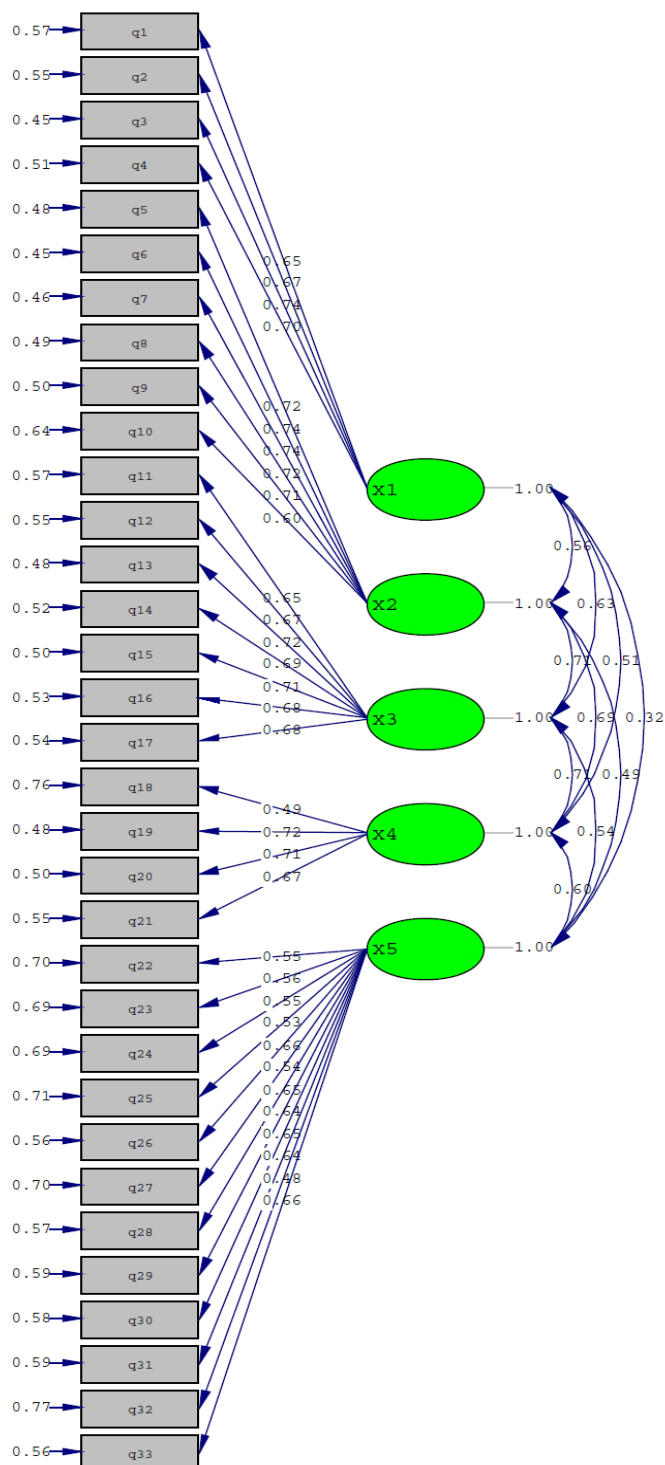 0.57 q1
0.55 q2
0.45 q3
0.51 q4
0.48 q5
0.45 q6
0.65
0.67
0.46 q7
0.74
0.70
0.49 q8
0.50 q9
0.72
0.64 q10
0.74
0.74
0.57 q11
0.72
x1 1.00
0.71
0.55 q12
0.60
0.56
0.48 q13
0.65
x2 1.00 0.63
0.52 q14
0.67
0.72
0.50 q15
0.69
0.71 0.51
0.71
0.53 q16
0.68
x3 1.00 0.69 0.32
0.68
0.54 q17
0.71 0.49
0.76 q18
0.49
0.48 q19
0.72
x4 1.00 0.54
0.71
0.50 q20
0.67
0.60
0.55 q21
x5 1.00
0.55
0.70 q22
0.56
0.55
0.69 q23
0.53
0.66
0.69 q24
0.54
0.65
0.71 q25
0.64
0.65
0.56 q26
0.64
0.48
0.70 q27
0.66
0.57 q28
0.59 q29
0.58 q30
0.59 q31
0.77 q32
0.56 q33